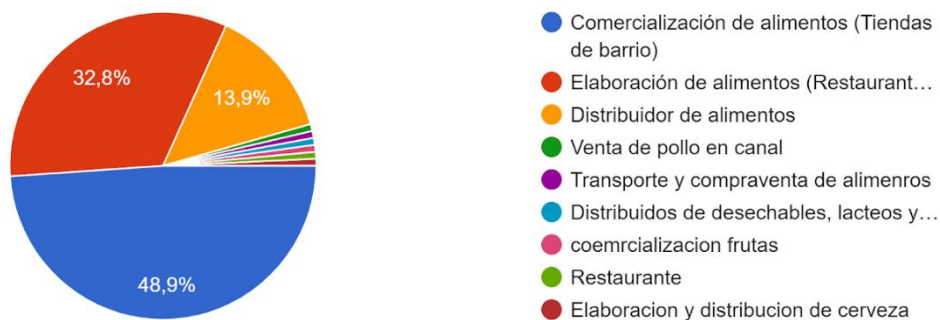 32,8%
13,9%
48,9%
Comercialización de alimentos (Tiendas
de barrio)
Elaboración de alimentos (Restaurant…
Distribuidor de alimentos
Venta de pollo en canal
Transporte y compraventa de alimenros
Distribuidos de desechables, lacteos y…
coemrcializacion frutas
Restaurante
Elaboracion y distribucion de cerveza